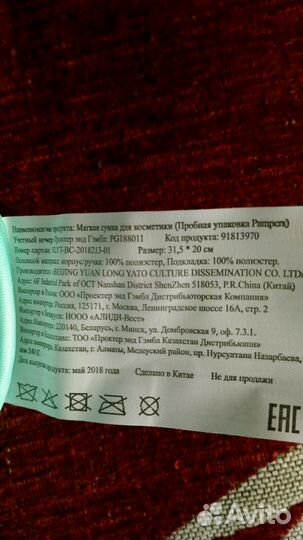 Наименование продукта: Мягкая сумка для косметики (Пробная упаковка Pampers)
Учетный номер Проктер энд Гэмбл: PG188011 Код продукта: 91813970
Номер партии: -BC-2018213-01 Размер: 31,5 * 20 см
Основной материал: корпус/ручка: 100% полиэстер, Подкладка: 100% полиэстер.
Производитель: BEIJING YUAN LONG YATO CULTURE DISSEMINATION CO. LTD
Адрес: 6F Industrial Park of OCT Nanshan District ShenZhen 518053, P.R.China (Китай)
Импортер в Россию: ООО «Проктер энд Гэмбл Дистрибьюторская Компания»
Адрес: Россия, 125171, г. Москва, Ленинградское шоссе 16А, стр. 2
Импортер в Беларусь: ИООО «АЛИДИ-Вест»
Адрес: 220140, Беларусь, г. Минск, ул. Домбровская 9, оф. 7.3.1.
Импортер в Казахстан: ТОО «Проктер энд Гэмбл Казахстан Дистрибьюшн»
Адрес: Казахстан, г. Алматы, Медеуский район, пр. Нурсултана Назарбаева,
дом 240 Г.
Дата выпуска продукта: май 2018 года Сделано в Китае Не для продажи
EAC
Avito